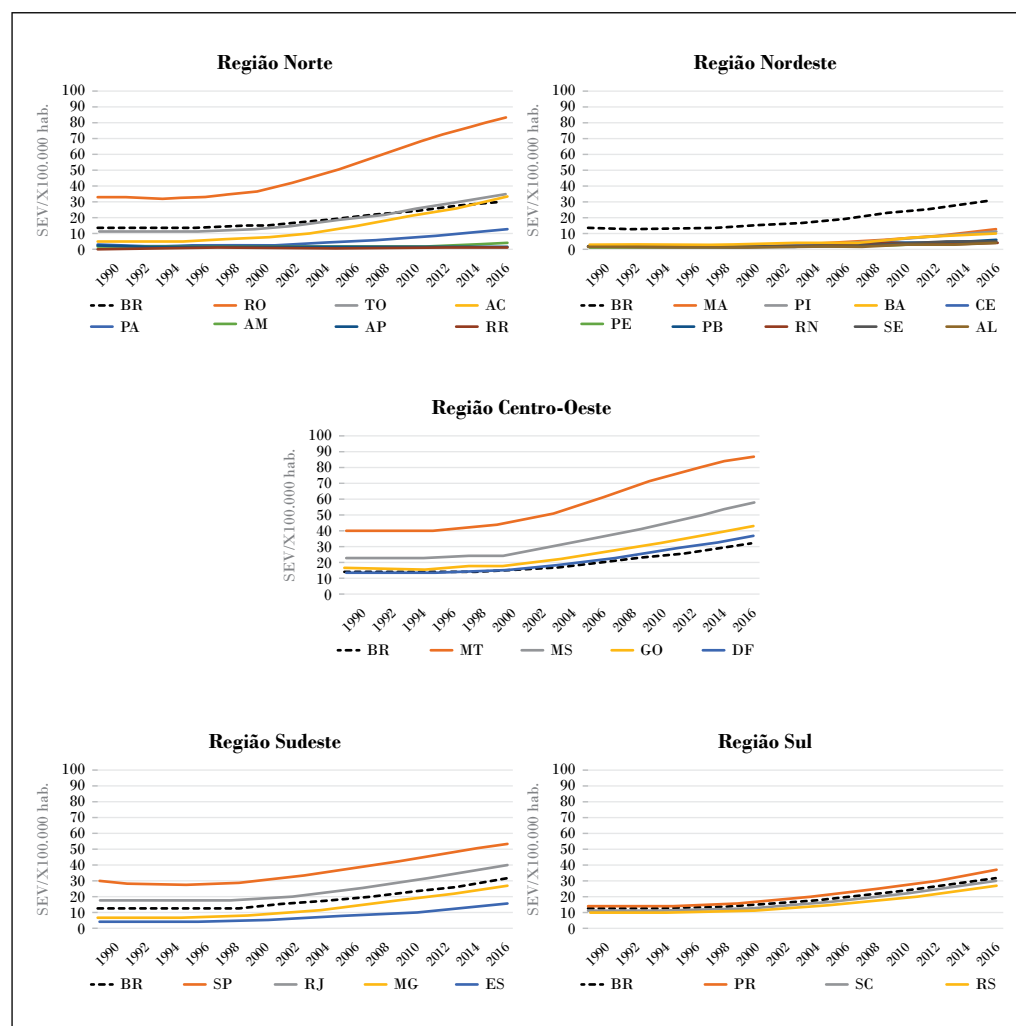 Região Norte
SEV/X100.000 hab.
100
90
80
70
60
50
40
30
20
10
0
1990 1992 1994 1996 1998 2000 2002 2004 2006 2008 2010 2012 2014 2016
BR RO TO AC
PA AM AP RR
Região Nordeste
SEV/X100.000 hab.
100
90
80
70
60
50
40
30
20
10
0
1990 1992 1994 1996 1998 2000 2002 2004 2006 2008 2010 2012 2014 2016
BR MA PI BA CE
PE PB RN SE AL
Região Centro-Oeste
SEV/X100.000 hab.
100
90
80
70
60
50
40
30
20
10
0
1990 1992 1994 1996 1998 2000 2002 2004 2006 2008 2010 2012 2014 2016
BR MT MS GO DF
Região Sudeste
SEV/X100.000 hab.
100
90
80
70
60
50
40
30
20
10
0
1990 1992 1994 1996 1998 2000 2002 2004 2006 2008 2010 2012 2014 2016
BR SP RJ MG ES
Região Sul
SEV/X100.000 hab.
100
90
80
70
60
50
40
30
20
10
0
1990 1992 1994 1996 1998 2000 2002 2004 2006 2008 2010 2012 2014 2016
BR PR SC RS